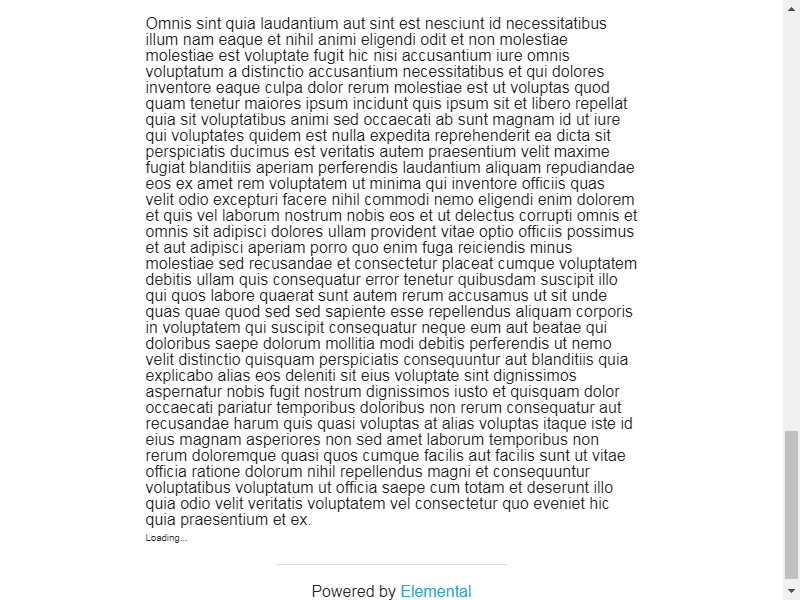 Omnis sint quia laudantium aut sint est nesciunt id necessitatibus
illum nam eaque et nihil animi eligendi odit et non molestiae
molestiae est voluptate fugit hic nisi accusantium iure omnis
voluptatum a distinctio accusantium necessitatibus et qui dolores
inventore eaque culpa dolor rerum molestiae est ut voluptas quod
quam tenetur maiores ipsum incidunt quis ipsum sit et libero repellat
quia sit voluptatibus animi sed occaecati ab sunt magnam id ut iure
qui voluptates quidem est nulla expedita reprehenderit ea dicta sit
perspiciatis ducimus est veritatis autem praesentium velit maxime
fugiat blanditiis aperiam perferendis laudantium aliquam repudiandae
eos ex amet rem voluptatem ut minima qui inventore officiis quas
velit odio excepturi facere nihil commodi nemo eligendi enim dolorem
et quis vel laborum nostrum nobis eos et ut delectus corrupti omnis et
omnis sit adipisci dolores ullam provident vitae optio officiis possimus
et aut adipisci aperiam porro quo enim fuga reiciendis minus
molestiae sed recusandae et consectetur placeat cumque voluptatem
debitis ullam quis consequatur error tenetur quibusdam suscipit illo
qui quos labore quaerat sunt autem rerum accusamus ut sit unde
quas quae quod sed sed sapiente esse repellendus aliquam corporis
in voluptatem qui suscipit consequatur neque eum aut beatae qui
doloribus saepe dolorum mollitia modi debitis perferendis ut nemo
velit distinctio quisquam perspiciatis consequuntur aut blanditiis quia
explicabo alias eos deleniti sit eius voluptate sint dignissimos
aspernatur nobis fugit nostrum dignissimos iusto et quisquam dolor
occaecati pariatur temporibus doloribus non rerum consequatur aut
recusandae harum quis quasi voluptas at alias voluptas itaque iste id
eius magnam asperiores non sed amet laborum temporibus non
rerum doloremque quasi quos cumque facilis aut facilis sunt ut vitae
officia ratione dolorum nihil repellendus magni et consequuntur
voluptatibus voluptatum ut officia saepe cum totam et deserunt illo
quia odio velit veritatis voluptatem vel consectetur quo eveniet hic
quia praesentium et ex.
Loading...
Powered by Elemental